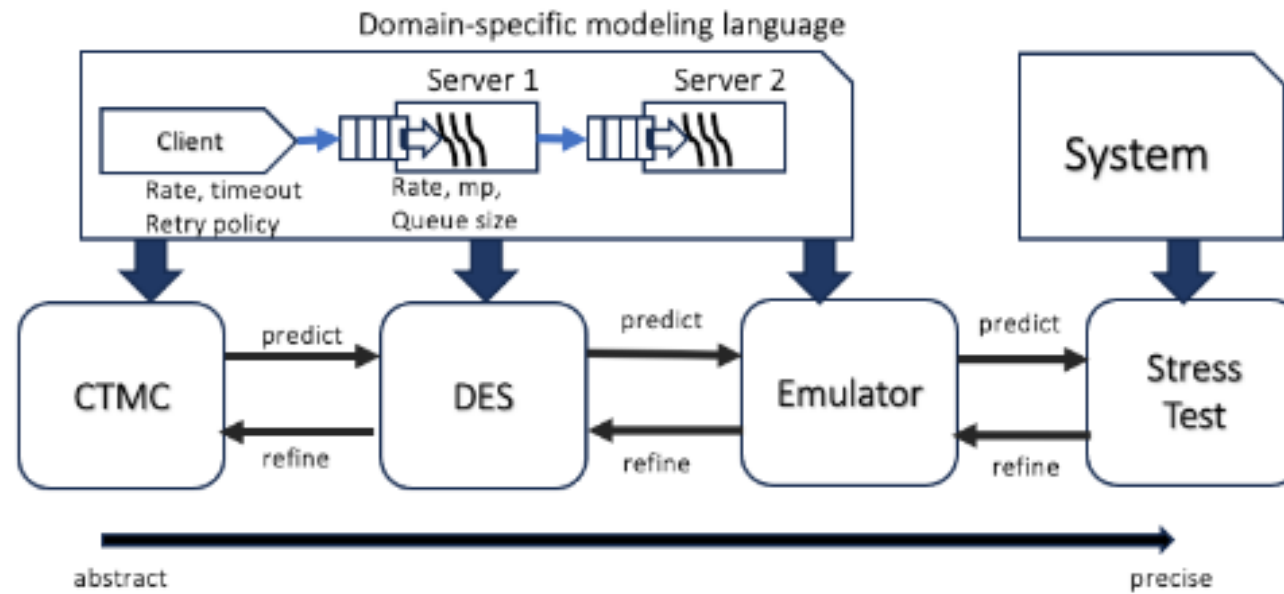 Domain-specific modeling language
Server 1
Server 2
Client
System
Rate, timeout
Retry policy
Rate, mp,
Queue size
predict
predict
predict
CTMC
DES
Emulator
Stress
Test
refine
refine
refine
abstract
precise